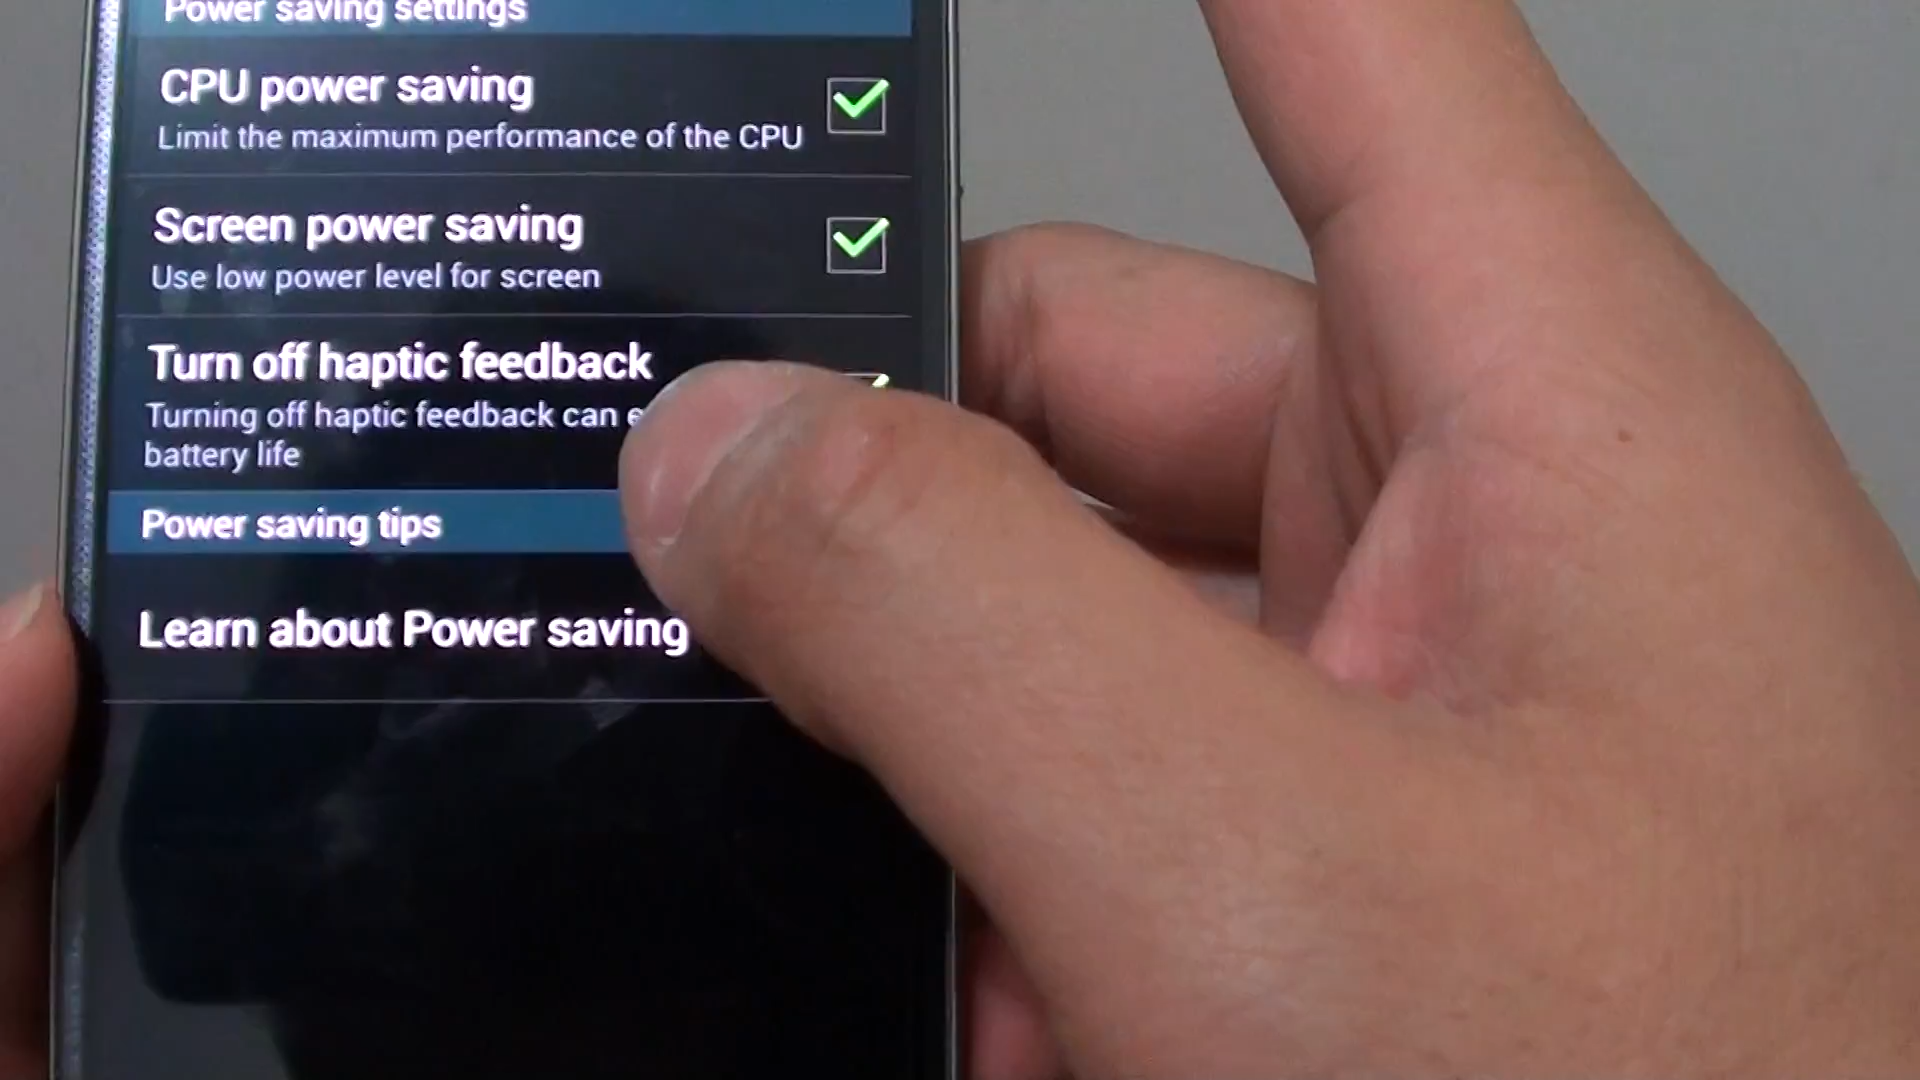 Power saving settings
CPU power saving
Limit the maximum performance of the CPU
Screen power saving
Use low power level for screen
Turn off haptic feedback
Turning off haptic feedback can
battery life
Power saving tips
Learn about Power saving